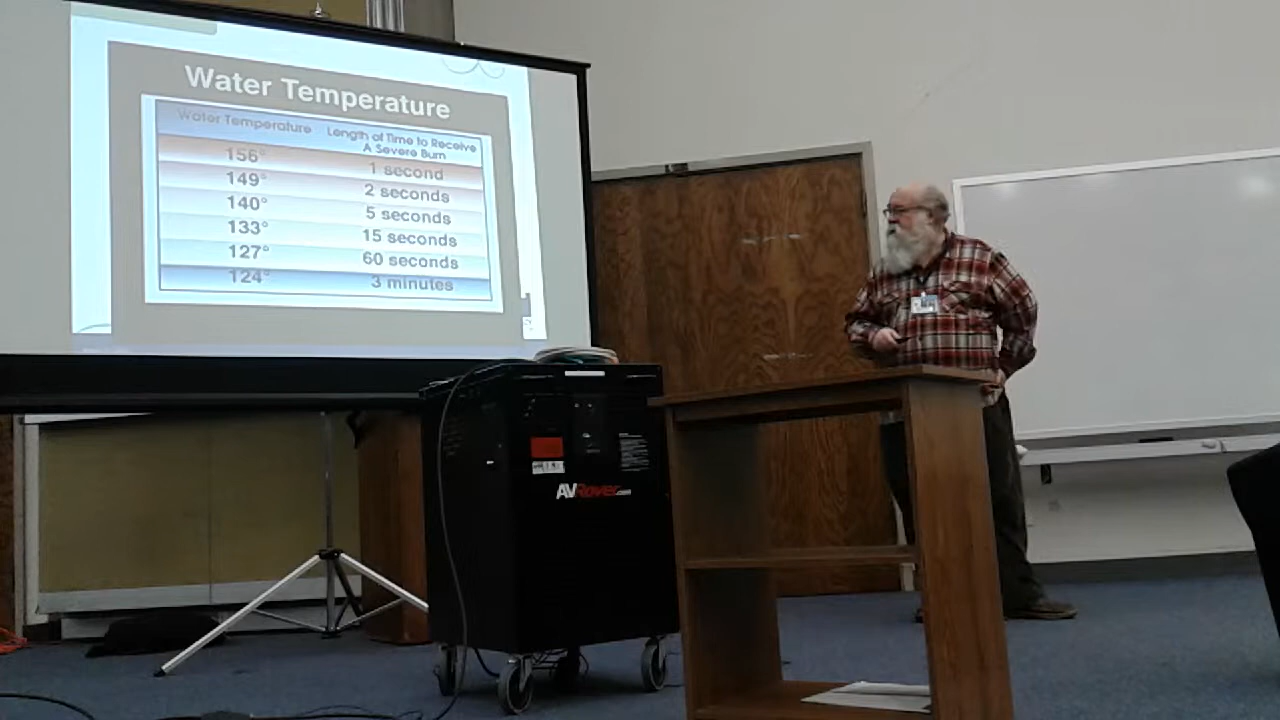 Water Temperature
Water Temperature Length of Time to Receive
A Severe Burn
156° 1 second
149° 2 seconds
140° 5 seconds
133° 15 seconds
127° 60 seconds
124° 3 minutes
AVRover.com